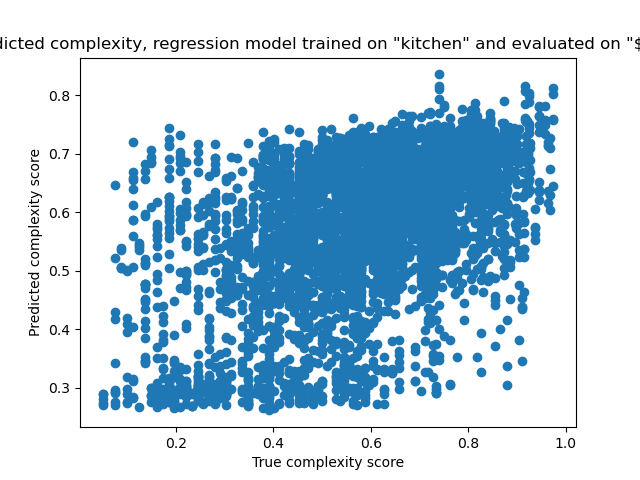 dicted complexity, regression model trained on "kitchen" and evaluated on "$
0.8
0.7
0.6
0.5
0.4
0.3
Predicted complexity score
0.2 0.4 0.6 0.8 1.0
True complexity score